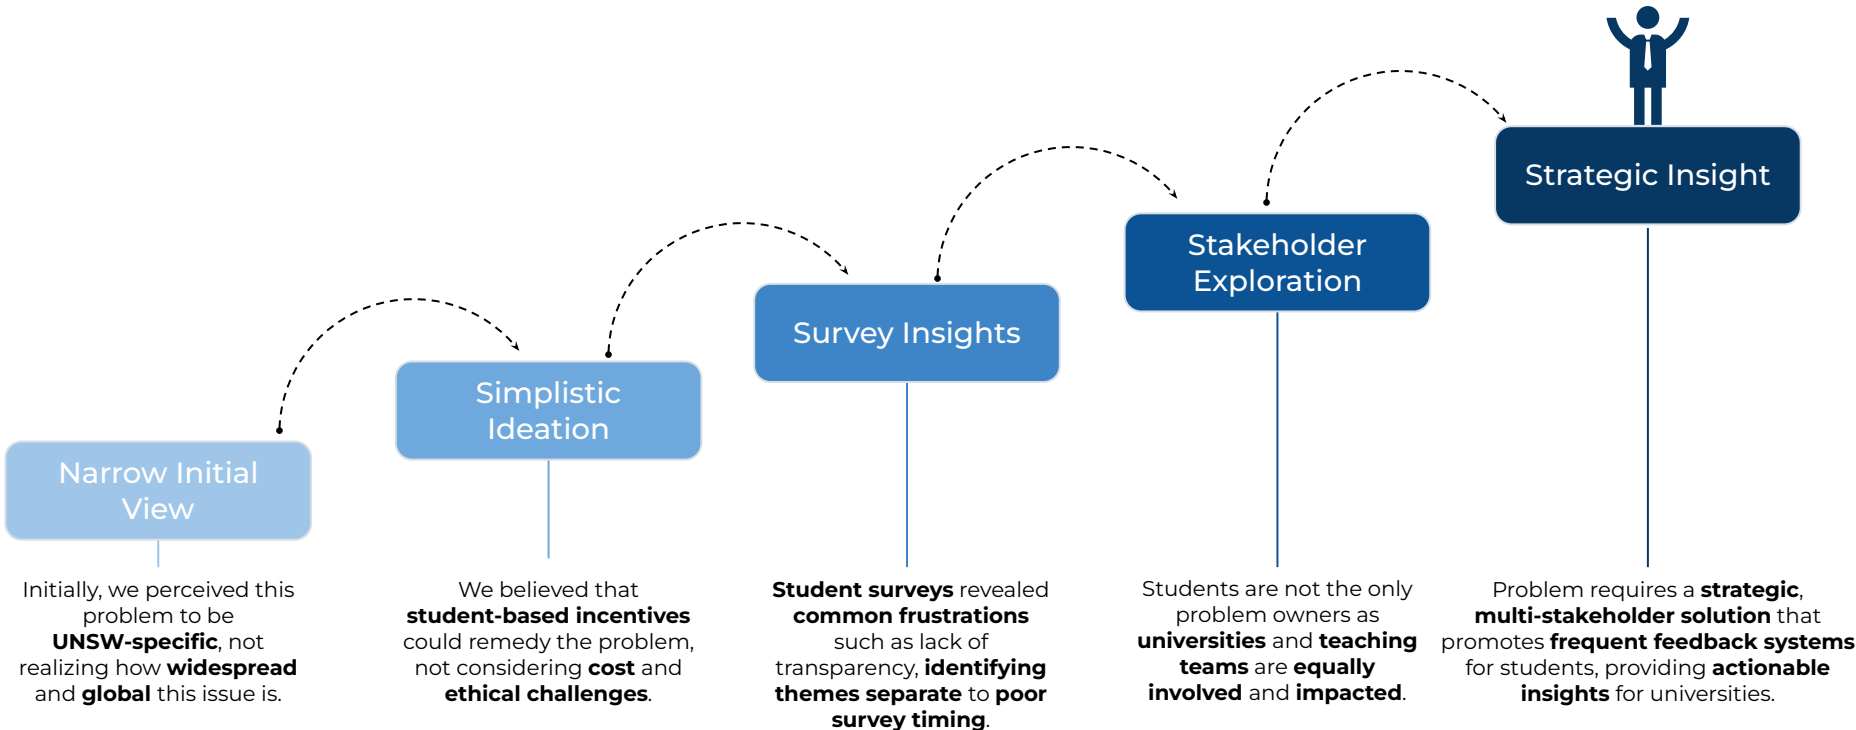 Narrow Initial
View
Initially, we perceived this
problem to be
UNSW-specific, not
realizing how widespread
and global this issue is.
Simplistic
Ideation
We believed that
student-based incentives
could remedy the problem,
not considering cost and
ethical challenges.
Survey Insights
Student surveys revealed
common frustrations
such as lack of
transparency, identifying
themes separate to poor
survey timing.
Stakeholder
Exploration
Students are not the only
problem owners as
universities and teaching
teams are equally
involved and impacted.
Strategic Insight
Problem requires a strategic,
multi-stakeholder solution that
promotes frequent feedback systems
for students, providing actionable
insights for universities.